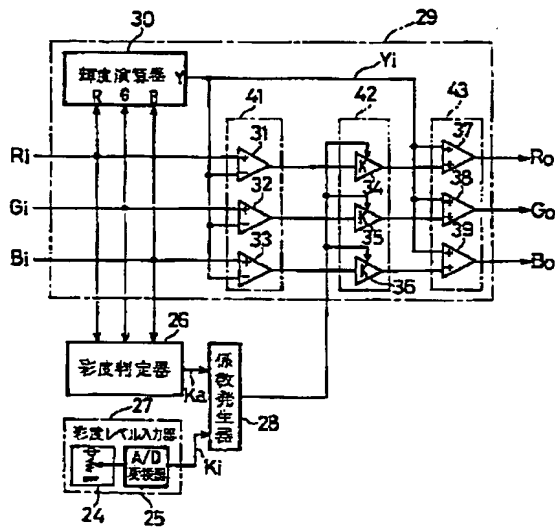 30
29
輝度演算器 Y
R G B
Yi
41
42
43
31
37
Ri
Ro
32
34
38
Gi
Go
33
35
39
Bi
Bo
36
26
彩度判定器
Ka
係数発生器
28
27
彩度レベル入力器
A/D
変換器
Ki
24
25